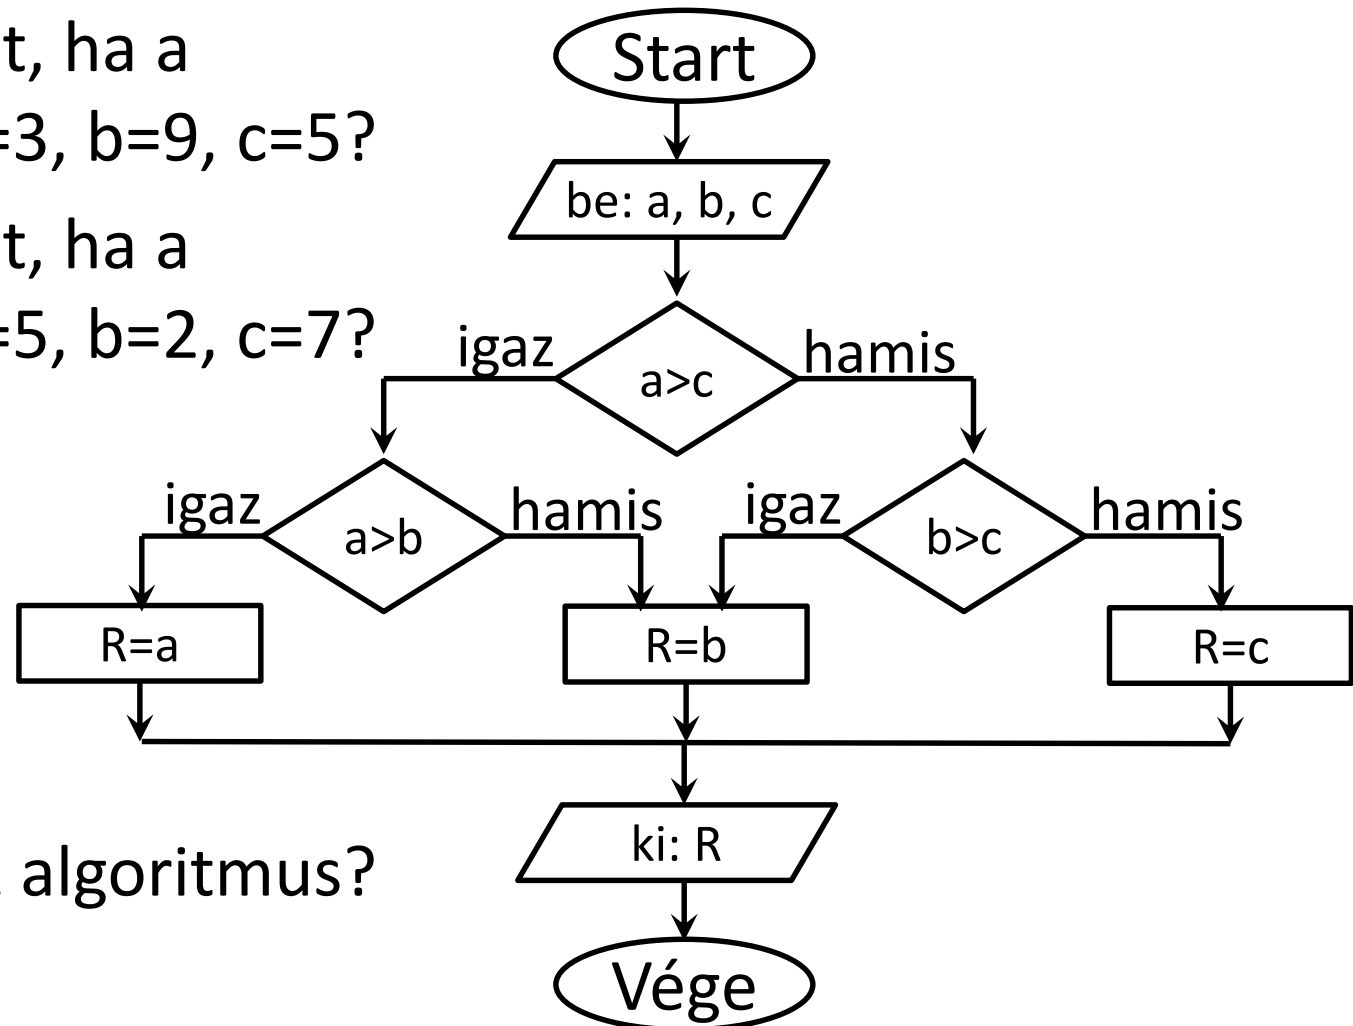 t, ha a
=3, b=9, c=5?
t, ha a
=5, b=2, c=7?
algoritmus?
Start
be: a, b, c
a>c
igaz
hamis
a>b
igaz
hamis
b>c
igaz
hamis
R=a
R=b
R=c
ki: R
Vége